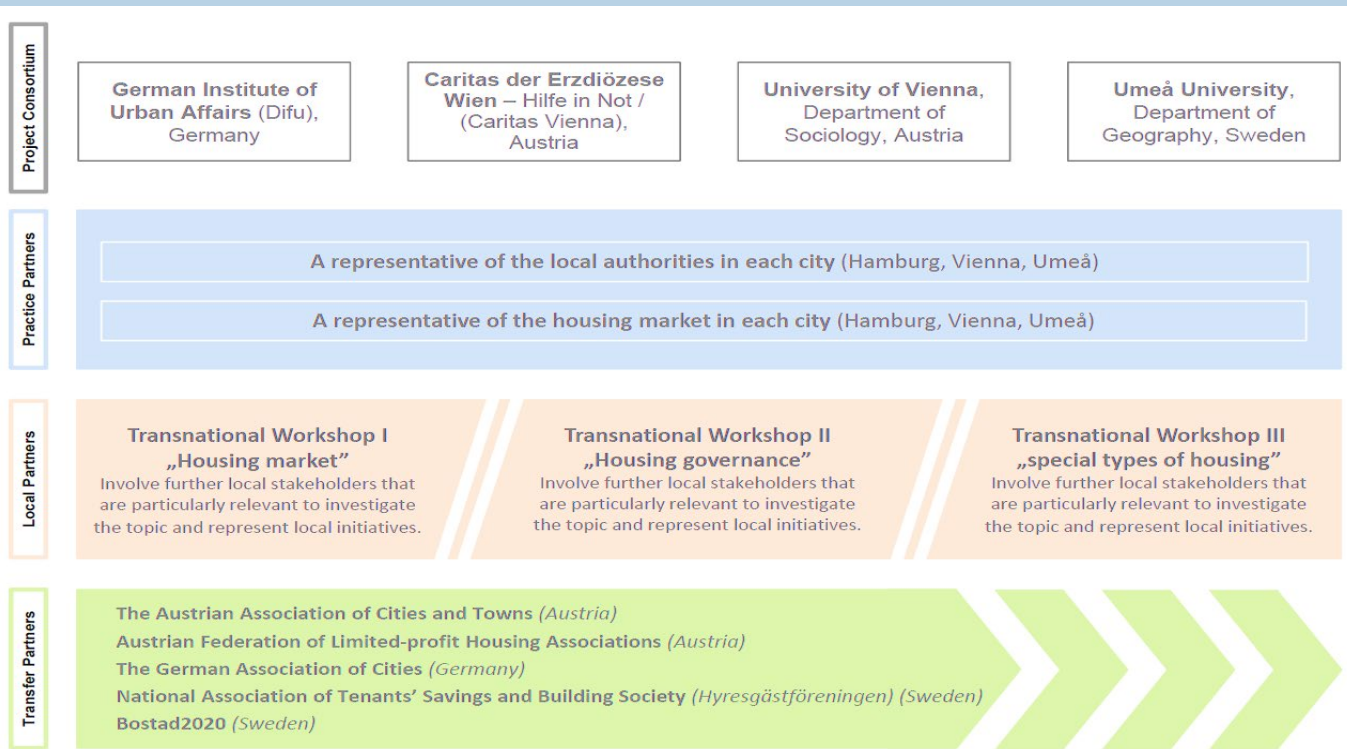 Project Consortium
German Institute of
Urban Affairs (Difu),
Germany
Caritas der Erzdiözese
Wien – Hilfe in Not /
(Caritas Vienna),
Austria
University of Vienna,
Department of
Sociology, Austria
Umeå University,
Department of
Geography, Sweden
Practice Partners
A representative of the local authorities in each city (Hamburg, Vienna, Umeå)
A representative of the housing market in each city (Hamburg, Vienna, Umeå)
Local Partners
Transnational Workshop I
„Housing market”
Involve further local stakeholders that
are particularly relevant to investigate
the topic and represent local initiatives.
Transnational Workshop II
„Housing governance”
Involve further local stakeholders that
are particularly relevant to investigate
the topic and represent local initiatives.
Transnational Workshop III
„special types of housing”
Involve further local stakeholders that
are particularly relevant to investigate
the topic and represent local initiatives.
Transfer Partners
The Austrian Association of Cities and Towns (Austria)
Austrian Federation of Limited-profit Housing Associations (Austria)
The German Association of Cities (Germany)
National Association of Tenants’ Savings and Building Society (Hyresgästföreningen) (Sweden)
Bostad2020 (Sweden)